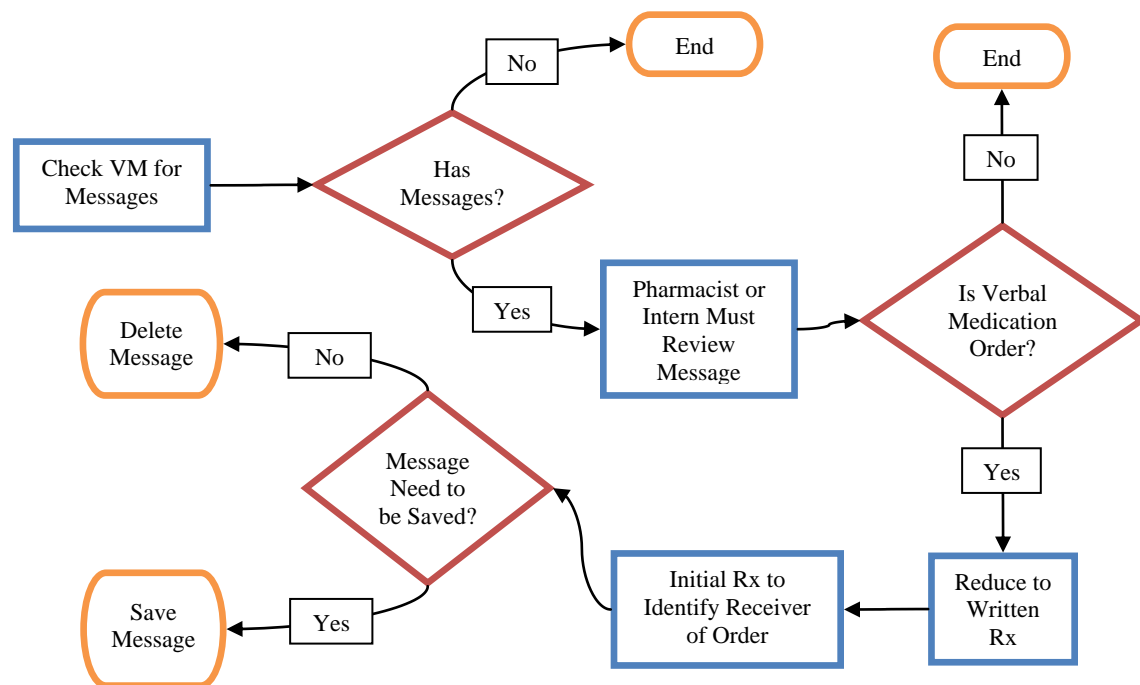 Check VM for
Messages
Has
Messages?
No
End
Yes
Pharmacist or
Intern Must
Review
Message
Is Verbal
Medication
Order?
No
End
Yes
Reduce to
Written
Rx
Initial Rx to
Identify Receiver
of Order
Message
Need to
be Saved?
No
Delete
Message
Yes
Save
Message